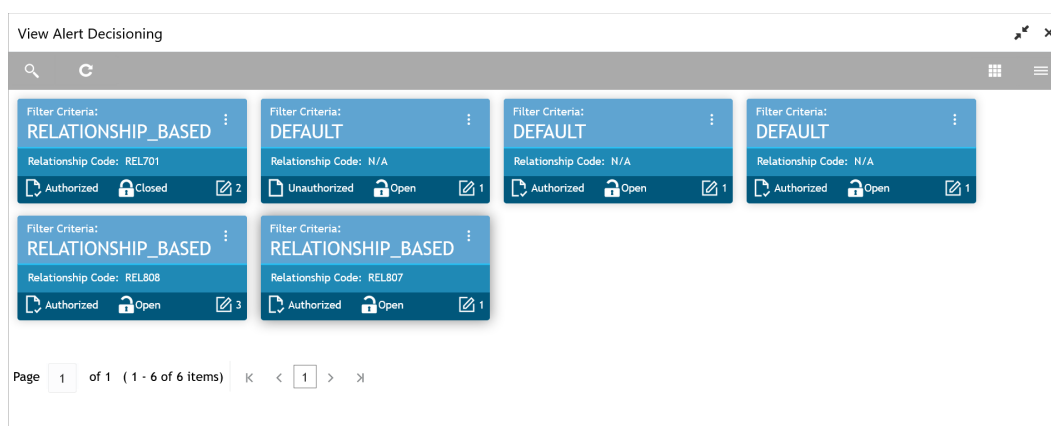 View Alert Decisioning
Filter Criteria:
RELATIONSHIP_BASED
Relationship Code: REL701
Authorized Closed 2
Filter Criteria:
DEFAULT
Relationship Code: N/A
Unauthorized Open 1
Filter Criteria:
DEFAULT
Relationship Code: N/A
Authorized Open 1
Filter Criteria:
DEFAULT
Relationship Code: N/A
Authorized Open 1
Filter Criteria:
RELATIONSHIP_BASED
Relationship Code: REL808
Authorized Open 3
Filter Criteria:
RELATIONSHIP_BASED
Relationship Code: REL807
Authorized Open 1
Page 1 of 1 ( 1 - 6 of 6 items) 1